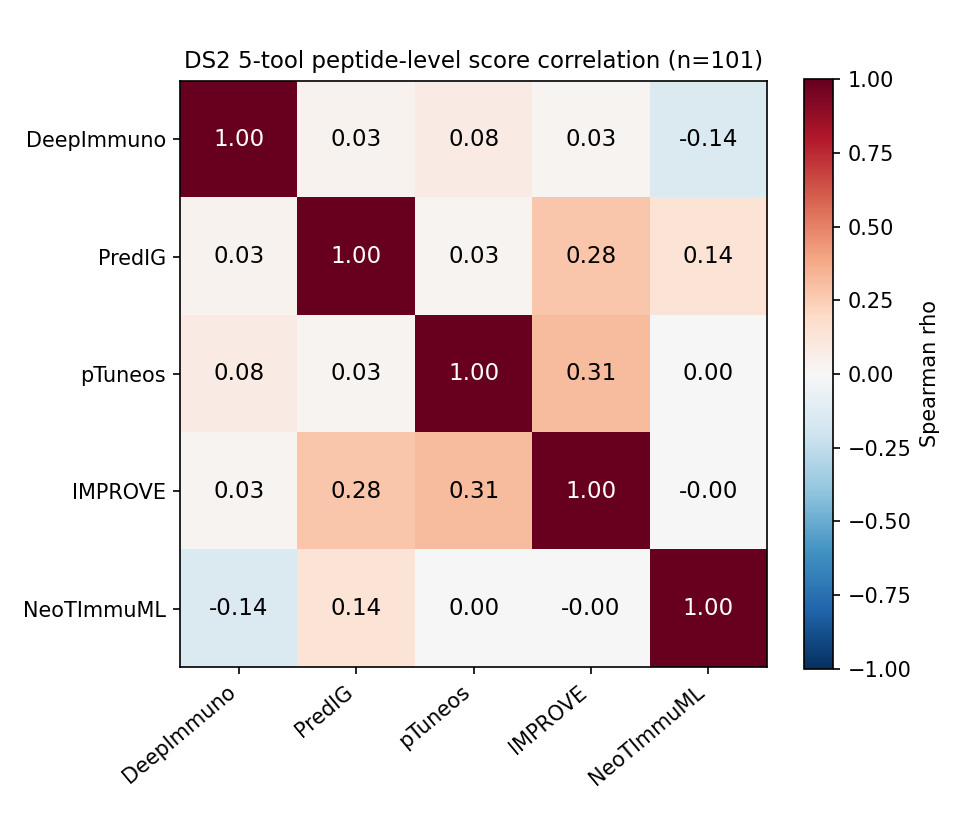 DS2 5-tool peptide-level score correlation (n=101)
DeepImmuno 1.00 0.03 0.08 0.03 -0.14
PredIG 0.03 1.00 0.03 0.28 0.14
pTuneos 0.08 0.03 1.00 0.31 0.00
IMPROVE 0.03 0.28 0.31 1.00 -0.00
NeoTImmuML -0.14 0.14 0.00 -0.00 1.00
DeepImmuno PredIG pTuneos IMPROVE NeoTImmuML
1.00
0.75
0.50
0.25
0.00
−0.25
−0.50
−0.75
−1.00
Spearman rho